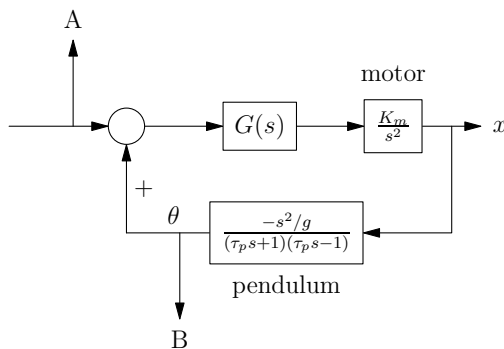 A
motor
G(s)
K_m/s^2
x
+
θ
-s^2/g
(τ_p s+1)(τ_p s−1)
pendulum
B